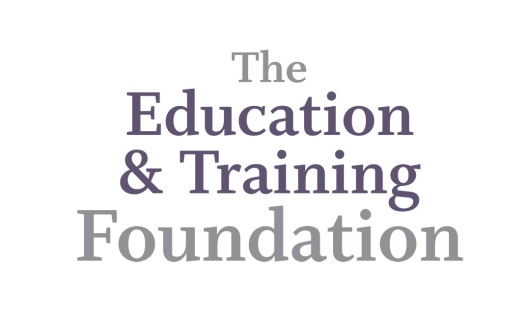 The
Education
& Training
Foundation